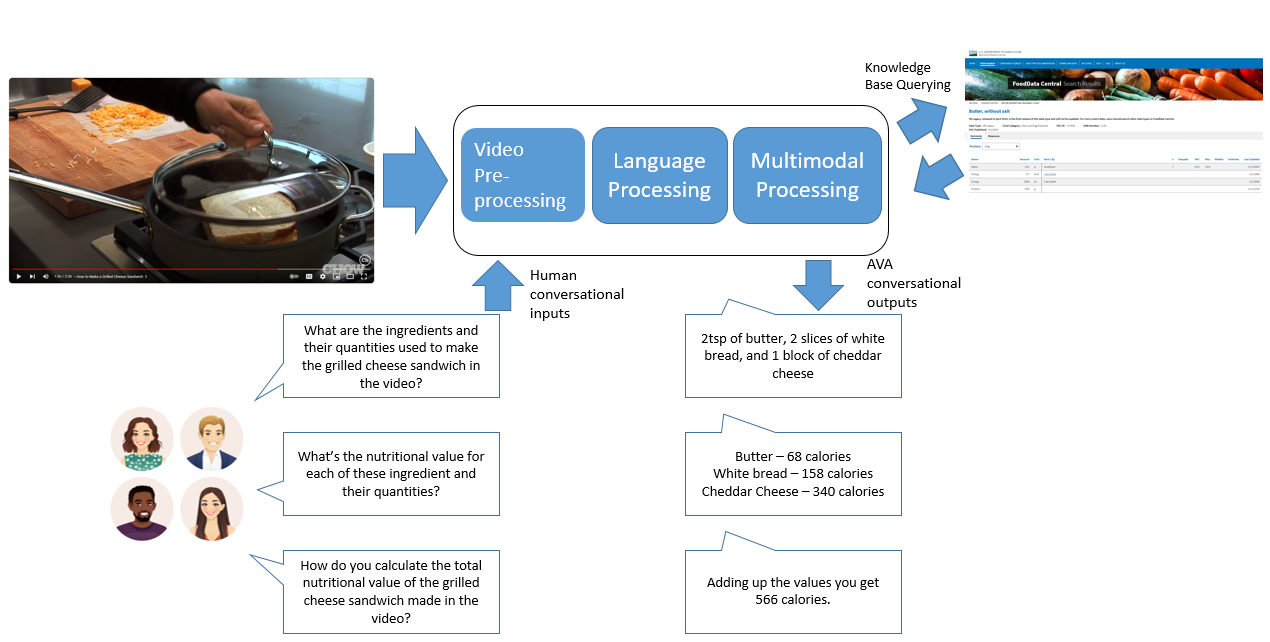 Knowledge
Base Querying
U.S. DEPARTMENT OF AGRICULTURE
FoodData Central Search Results
Butter, without salt
Video
Pre-
processing
Language
Processing
Multimodal
Processing
How to Make a Grilled Cheese Sandwich
CHOW
Human
conversational
inputs
AVA
conversational
outputs
What are the ingredients and
their quantities used to make
the grilled cheese sandwich in
the video?
2tsp of butter, 2 slices of white
bread, and 1 block of cheddar
cheese
What's the nutritional value for
each of these ingredient and
their quantities?
Butter – 68 calories
White bread – 158 calories
Cheddar Cheese – 340 calories
How do you calculate the total
nutritional value of the grilled
cheese sandwich made in the
video?
Adding up the values you get
566 calories.